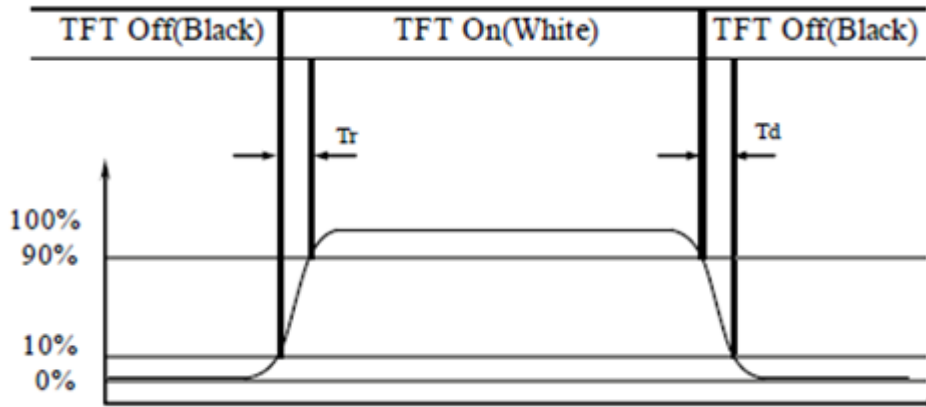 TFT Off(Black) TFT On(White) TFT Off(Black)
Tr Td
100%
90%
10%
0%